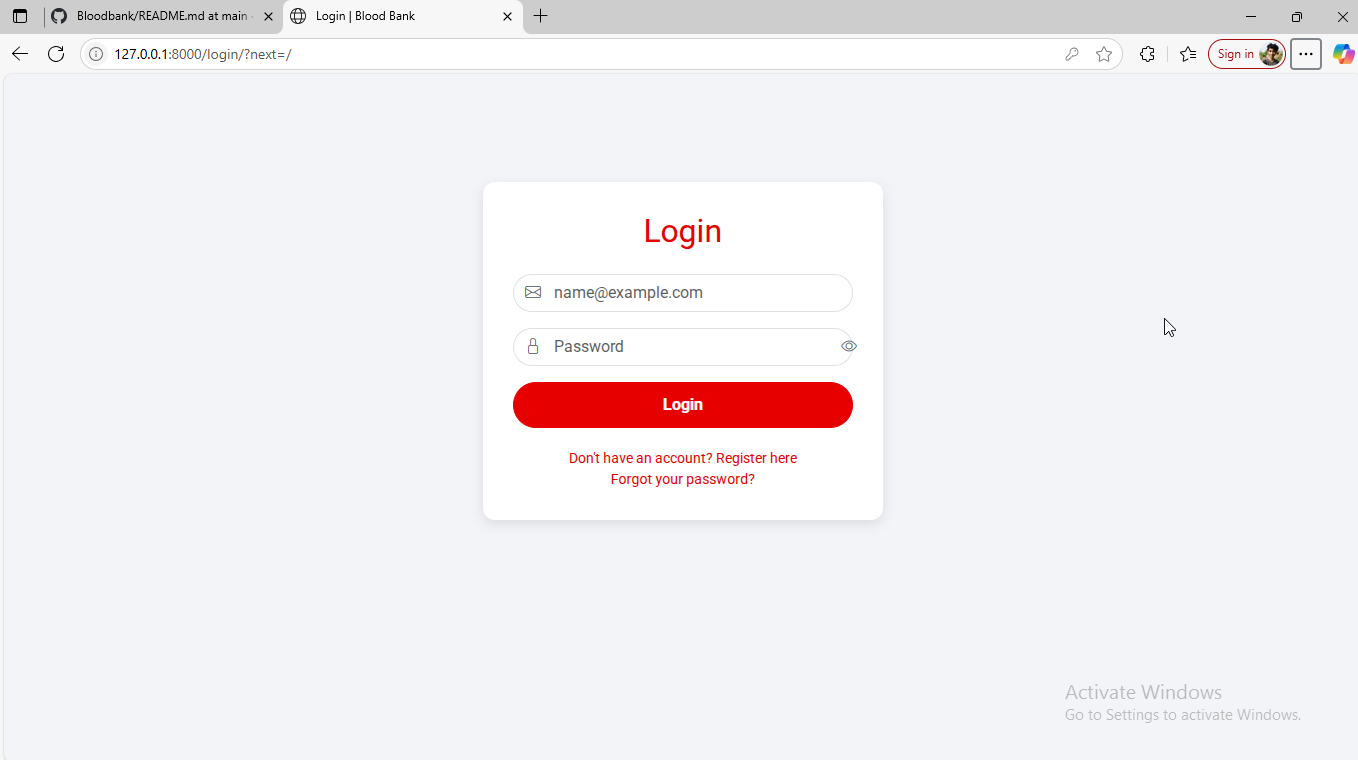 Bloodbank/README.md at main
Login | Blood Bank
127.0.0.1:8000/login/?next=/
Sign in
Login
name@example.com
Password
Login
Don't have an account? Register here
Forgot your password?
Activate Windows
Go to Settings to activate Windows.